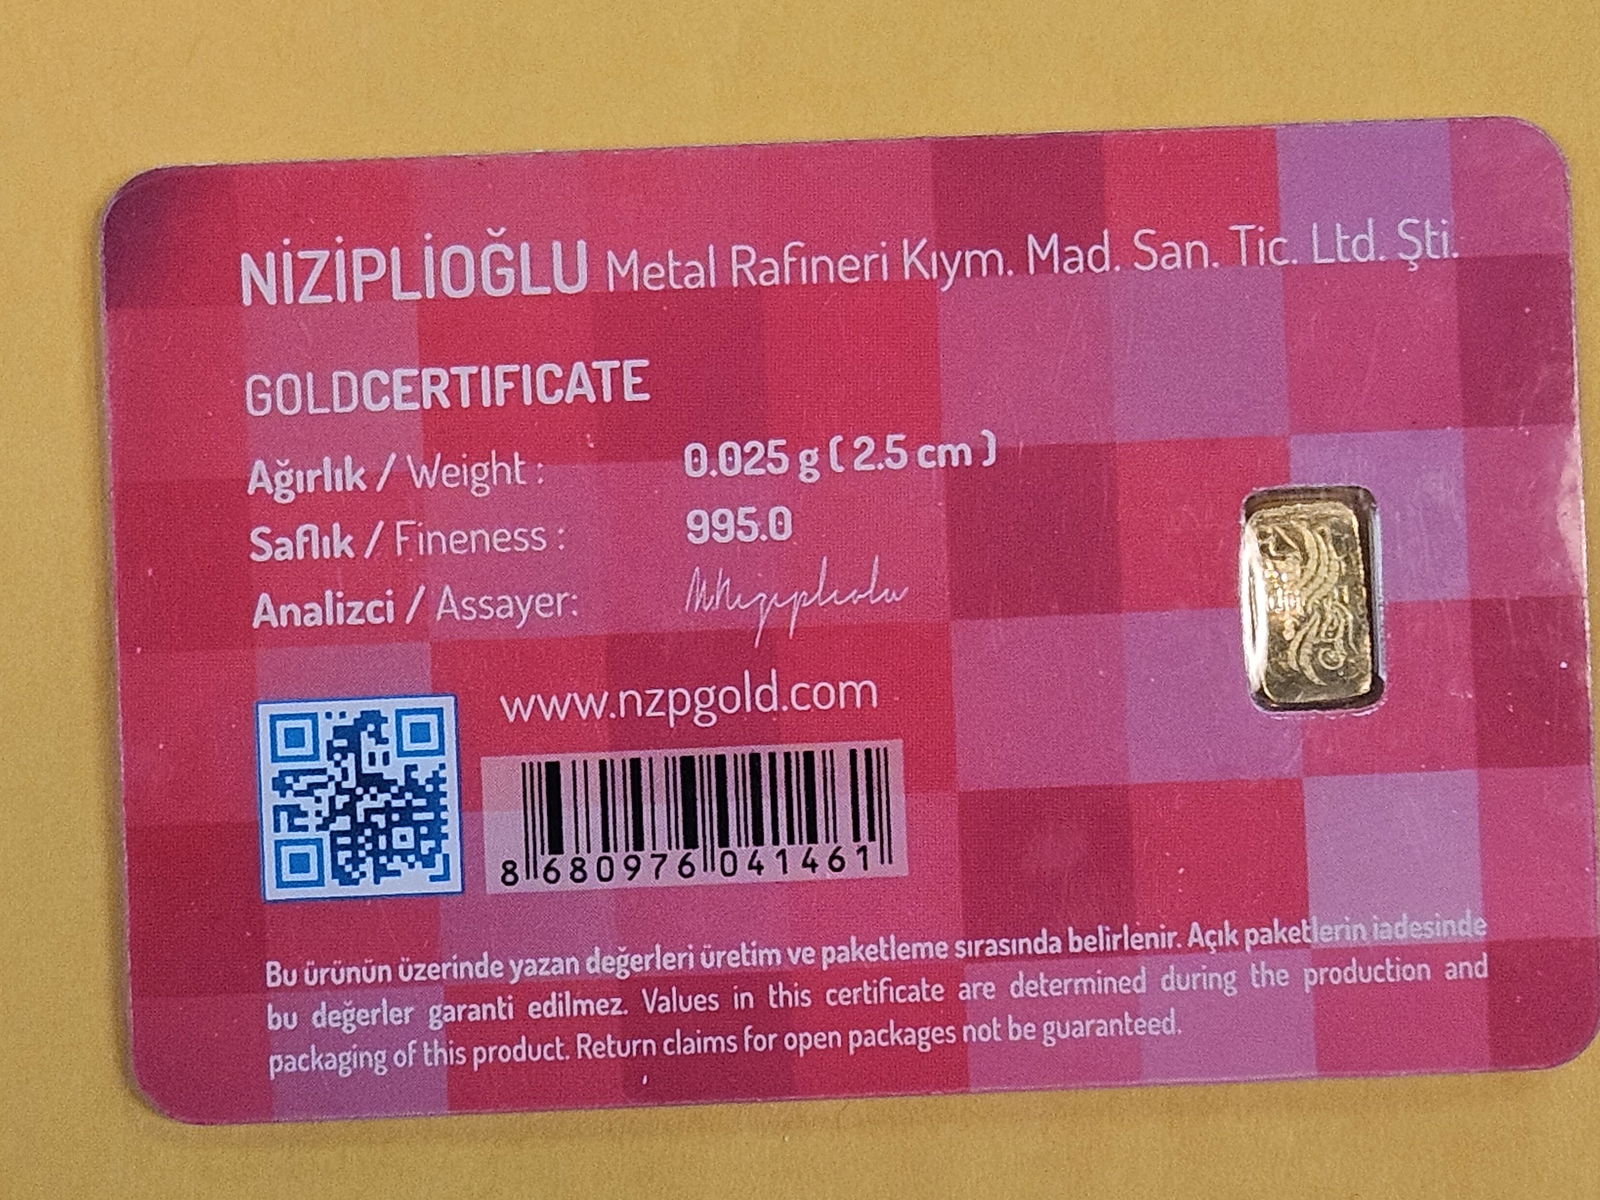 NİZİPLİOĞLU Metal Rafineri Kıym. Mad. San. Tic. Ltd. Şti.
GOLDCERTIFICATE
Ağırlık / Weight : 0.025 g ( 2.5 cm )
Saflık / Fineness : 995.0
Analizci / Assayer:
www.nzpgold.com
8 680976 041461
Bu ürünün üzerinde yazan değerleri üretim ve paketleme sırasında belirlenir. Açık paketlerin iadesinde
bu değerler garanti edilmez. Values in this certificate are determined during the production and
packaging of this product. Return claims for open packages not be guaranteed.